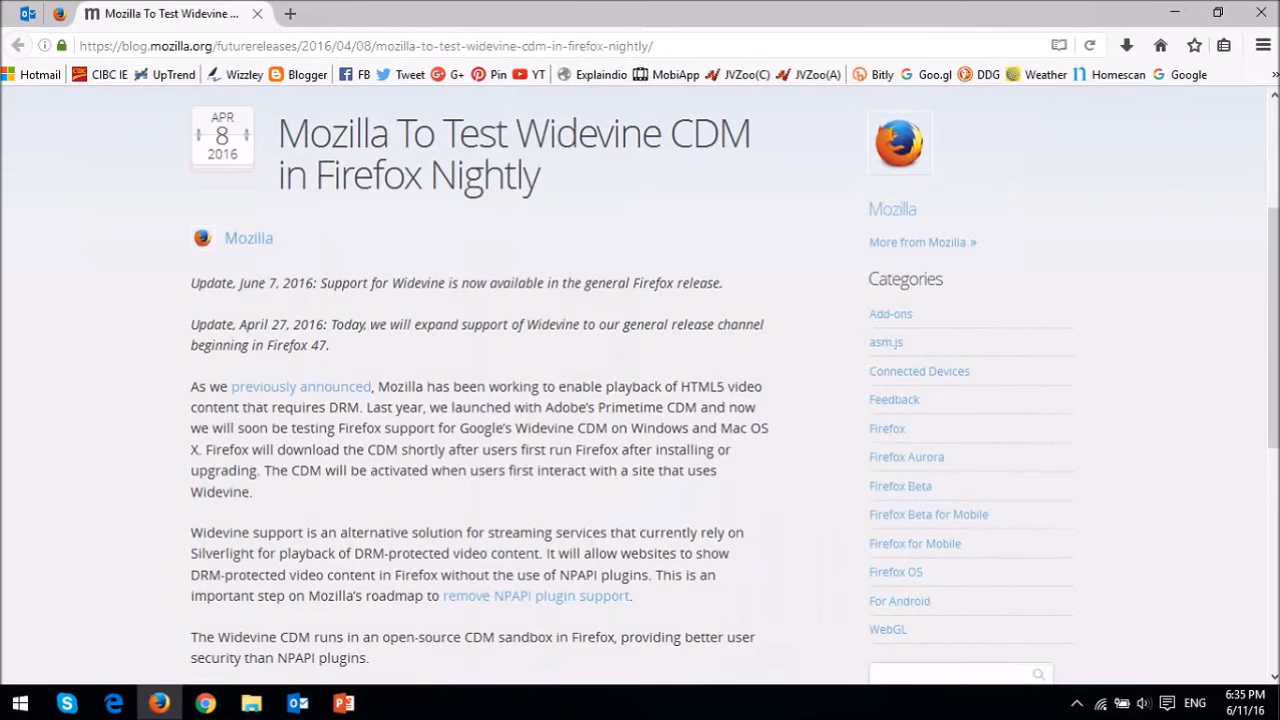 Mozilla To Test Widevine ...
https://blog.mozilla.org/futurereleases/2016/04/08/mozilla-to-test-widevine-cdm-in-firefox-nightly/
Hotmail CIBC IE UpTrend Wizzley Blogger FB Tweet G+ Pin YT Explaindio MobiApp JVZoo(C) JVZoo(A) Bitly Goo.gl DDG Weather Homescan Google
APR
8
2016
Mozilla To Test Widevine CDM
in Firefox Nightly
Mozilla
Update, June 7, 2016: Support for Widevine is now available in the general Firefox release.
Update, April 27, 2016: Today, we will expand support of Widevine to our general release channel
beginning in Firefox 47.
As we previously announced, Mozilla has been working to enable playback of HTML5 video
content that requires DRM. Last year, we launched with Adobe's Primetime CDM and now
we will soon be testing Firefox support for Google's Widevine CDM on Windows and Mac OS
X. Firefox will download the CDM shortly after users first run Firefox after installing or
upgrading. The CDM will be activated when users first interact with a site that uses
Widevine.
Widevine support is an alternative solution for streaming services that currently rely on
Silverlight for playback of DRM-protected video content. It will allow websites to show
DRM-protected video content in Firefox without the use of NPAPI plugins. This is an
important step on Mozilla's roadmap to remove NPAPI plugin support.
The Widevine CDM runs in an open-source CDM sandbox in Firefox, providing better user
security than NPAPI plugins.
Mozilla
More from Mozilla »
Categories
Add-ons
asm.js
Connected Devices
Feedback
Firefox
Firefox Aurora
Firefox Beta
Firefox Beta for Mobile
Firefox for Mobile
Firefox OS
For Android
WebGL
ENG
6:35 PM
6/11/16